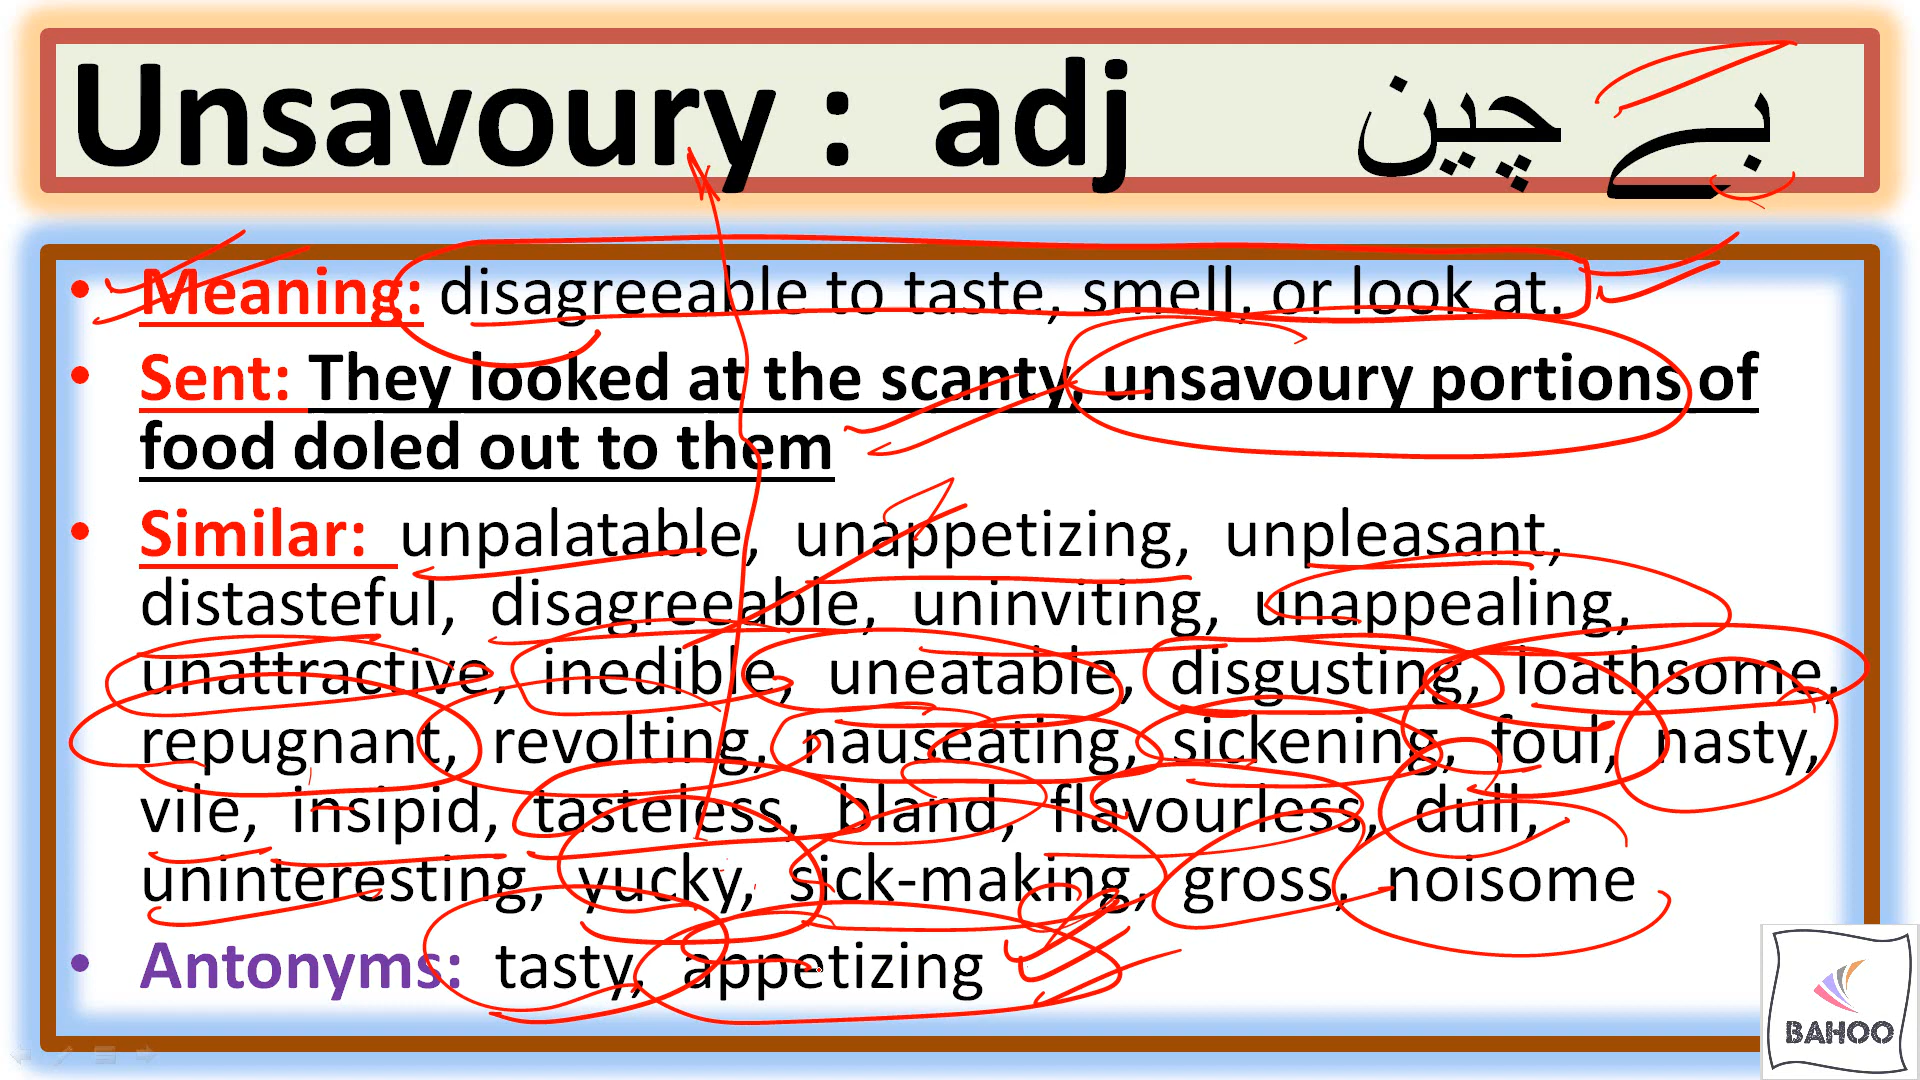 Unsavoury : adj بے چین
• Meaning: disagreeable to taste, smell, or look at.
• Sent: They looked at the scanty, unsavoury portions of
food doled out to them
• Similar: unpalatable, unappetizing, unpleasant,
distasteful, disagreeable, uninviting, unappealing,
unattractive, inedible, uneatable, disgusting, loathsome,
repugnant, revolting, nauseating, sickening, foul, nasty,
vile, insipid, tasteless, bland, flavourless, dull,
uninteresting, yucky, sick-making, gross, noisome
• Antonyms: tasty, appetizing
BAHOO